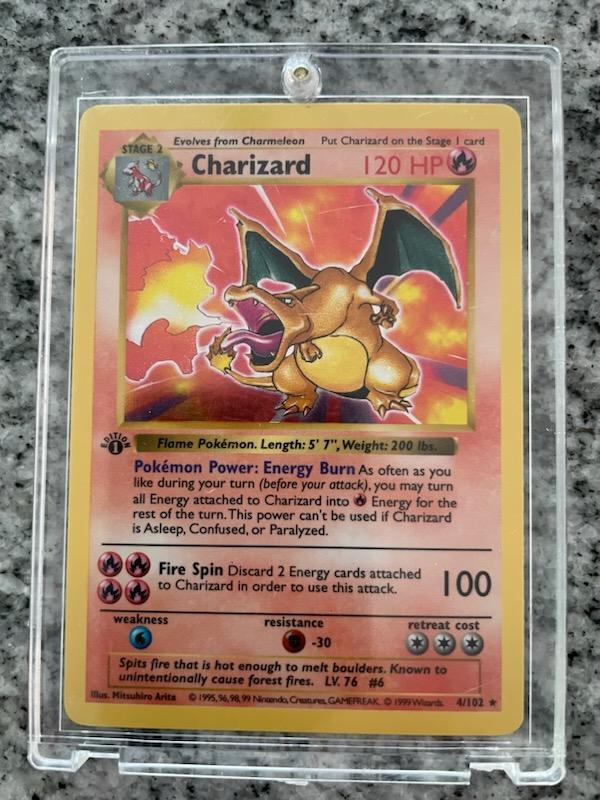 Evolves from Charmeleon Put Charizard on the Stage 1 card
STAGE 2
Charizard 120 HP
EDITION
1
Flame Pokémon. Length: 5' 7", Weight: 200 lbs.
Pokémon Power: Energy Burn As often as you
like during your turn (before your attack), you may turn
all Energy attached to Charizard into Energy for the
rest of the turn. This power can't be used if Charizard
is Asleep, Confused, or Paralyzed.
Fire Spin Discard 2 Energy cards attached
to Charizard in order to use this attack. 100
weakness resistance retreat cost
-30
Spits fire that is hot enough to melt boulders. Known to
unintentionally cause forest fires. LV. 76 #6
Illus. Mitsuhiro Arita © 1995, 96, 98, 99 Nintendo, Creatures, GAMEFREAK. © 1999 Wizards. 4/102 ★